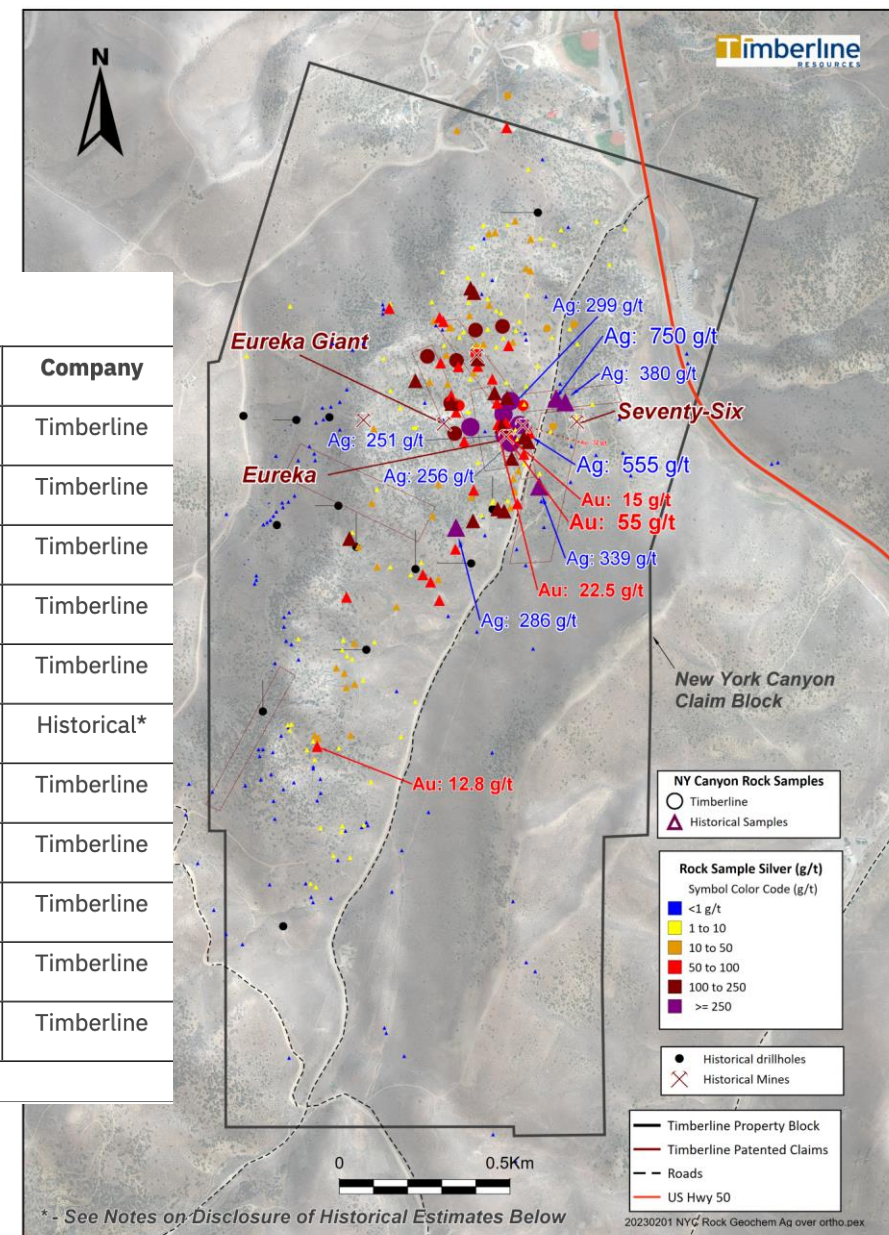 Timberline
RESOURCES
N
Company
Timberline
Timberline
Timberline
Timberline
Timberline
Historical*
Timberline
Timberline
Timberline
Timberline
Timberline
Ag: 299 g/t
Ag: 750 g/t
Ag: 380 g/t
Eureka Giant
Seventy-Six
Ag: 251 g/t
Ag: 256 g/t
Ag: 555 g/t
Eureka
Au: 15 g/t
Au: 55 g/t
Ag: 339 g/t
Au: 22.5 g/t
Ag: 286 g/t
New York Canyon
Claim Block
Au: 12.8 g/t
NY Canyon Rock Samples
Timberline
Historical Samples
Rock Sample Silver (g/t)
Symbol Color Code (g/t)
<1 g/t
1 to 10
10 to 50
50 to 100
100 to 250
>= 250
Historical drillholes
Historical Mines
Timberline Property Block
Timberline Patented Claims
Roads
US Hwy 50
0 0.5Km
* - See Notes on Disclosure of Historical Estimates Below
20230201 NYC Rock Geochem Ag over ortho.pex